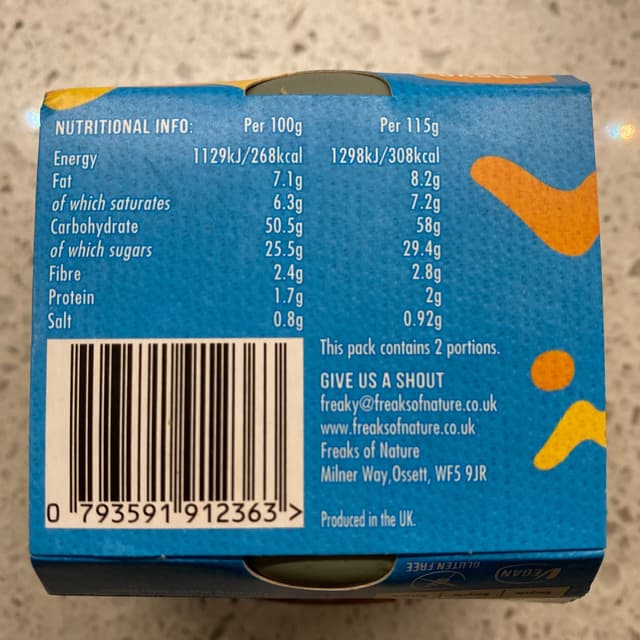 NUTRITIONAL INFO: Per 100g Per 115g
Energy 1129kJ/268kcal 1298kJ/308kcal
Fat 7.1g 8.2g
of which saturates 6.3g 7.2g
Carbohydrate 50.5g 58g
of which sugars 25.5g 29.4g
Fibre 2.4g 2.8g
Protein 1.7g 2g
Salt 0.8g 0.92g
This pack contains 2 portions.
GIVE US A SHOUT
freaky@freaksofnature.co.uk
www.freaksofnature.co.uk
Freaks of Nature
Milner Way, Ossett, WF5 9JR
Produced in the UK.
0 793591 912363 >
GLUTEN FREE
VEGAN